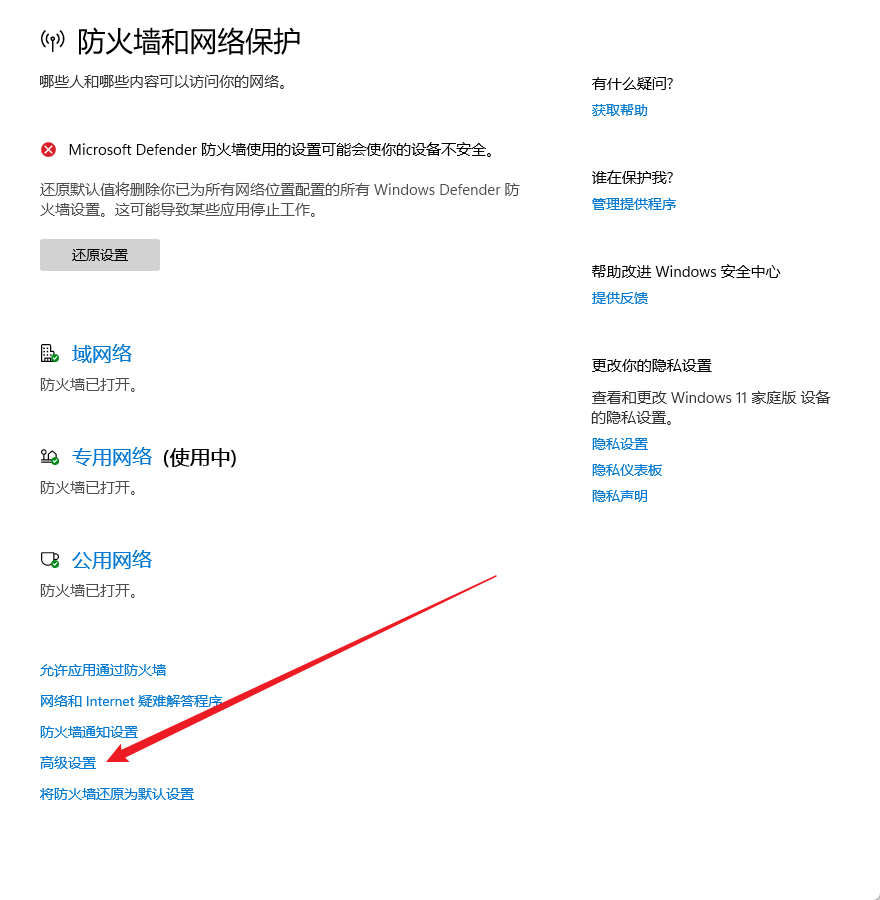 防火墙和网络保护
哪些人和哪些内容可以访问你的网络。
Microsoft Defender 防火墙使用的设置可能会使你的设备不安全。
还原默认值将删除你已为所有网络位置配置的所有 Windows Defender 防
火墙设置。这可能导致某些应用停止工作。
还原设置
域网络
防火墙已打开。
专用网络 (使用中)
防火墙已打开。
公用网络
防火墙已打开。
允许应用通过防火墙
网络和 Internet 疑难解答程序
防火墙通知设置
高级设置
将防火墙还原为默认设置
有什么疑问?
获取帮助
谁在保护我?
管理提供程序
帮助改进 Windows 安全中心
提供反馈
更改你的隐私设置
查看和更改 Windows 11 家庭版 设备
的隐私设置。
隐私设置
隐私仪表板
隐私声明